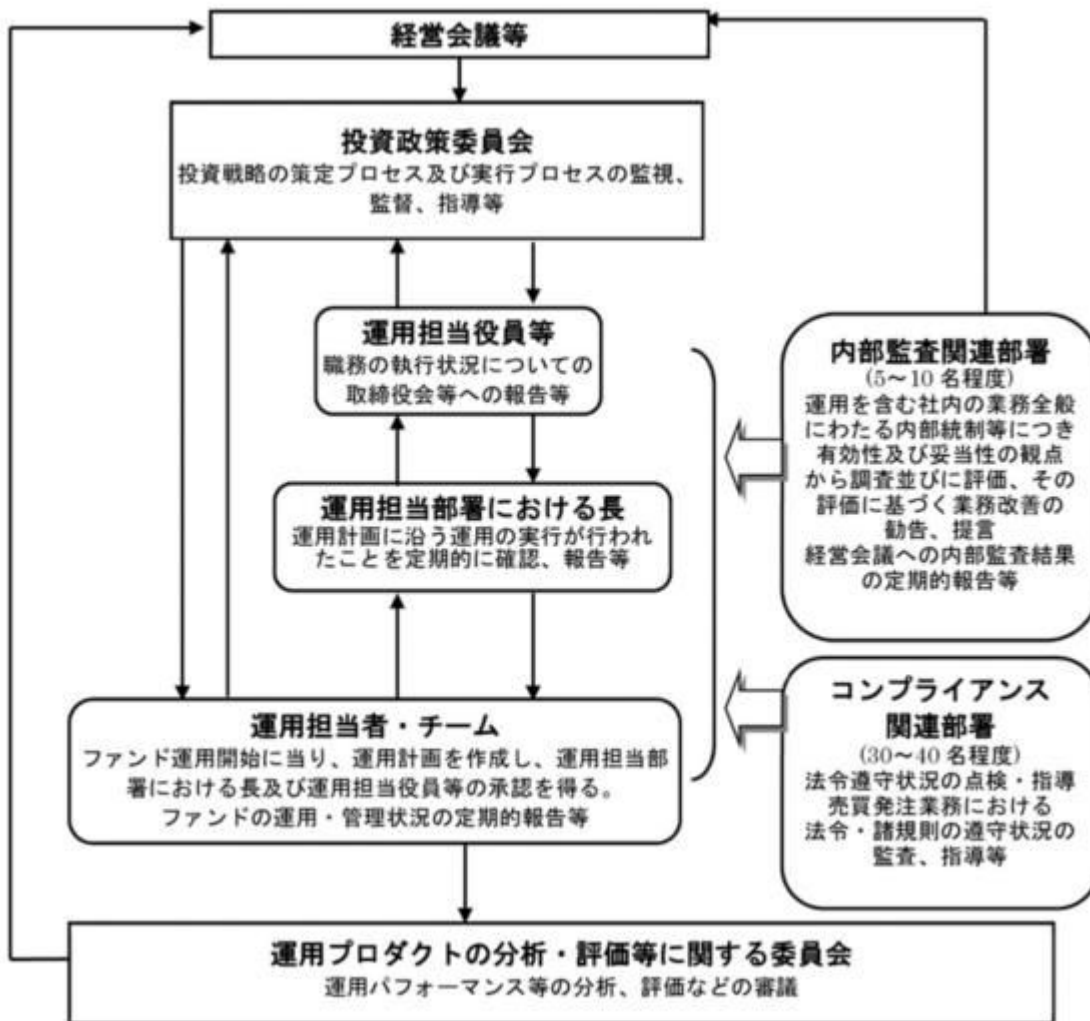 経営会議等
投資政策委員会
投資戦略の策定プロセス及び実行プロセスの監視、
監督、指導等
運用担当役員等
職務の執行状況についての
取締役会等への報告等
運用担当部署における長
運用計画に沿う運用の実行が行われ
たことを定期的に確認、報告等
運用担当者・チーム
ファンド運用開始に当り、運用計画を作成し、運用担当部
署における長及び運用担当役員等の承認を得る。
ファンドの運用・管理状況の定期的報告等
内部監査関連部署
(5～10 名程度)
運用を含む社内の業務全般
にわたる内部統制等につき
有効性及び妥当性の観点
から調査並びに評価、その
評価に基づく業務改善の
勧告、提言
経営会議への内部監査結果
の定期的報告等
コンプライアンス
関連部署
(30～40 名程度)
法令遵守状況の点検・指導
売買発注業務における
法令・諸規則の遵守状況の
監査、指導等
運用プロダクトの分析・評価等に関する委員会
運用パフォーマンス等の分析、評価などの審議